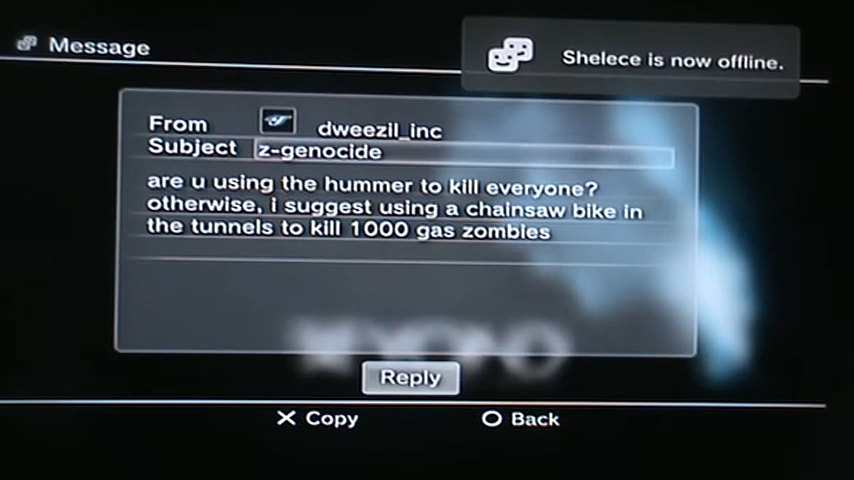 Message
Shelece is now offline.
From dweezil_inc
Subject z-genocide
are u using the hummer to kill everyone?
otherwise, i suggest using a chainsaw bike in
the tunnels to kill 1000 gas zombies
Reply
Copy
Back